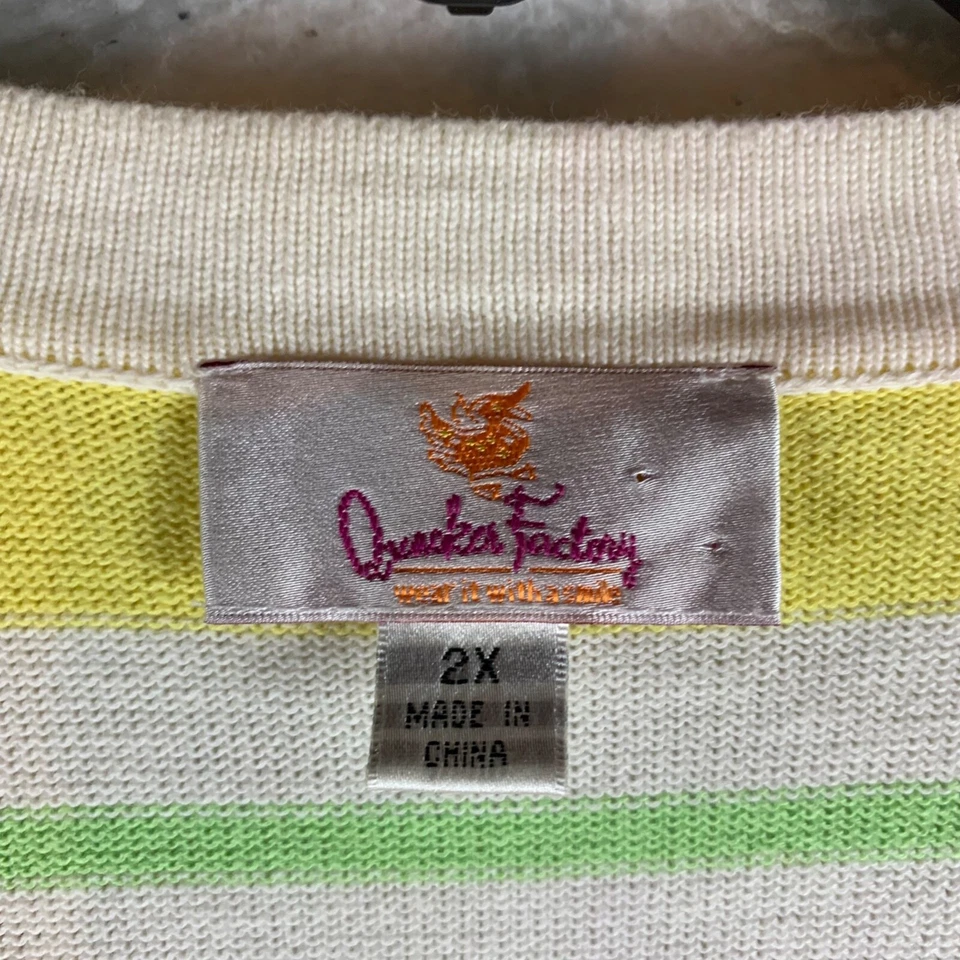 Quacker Factory
wear it with a smile
2X
MADE IN
CHINA